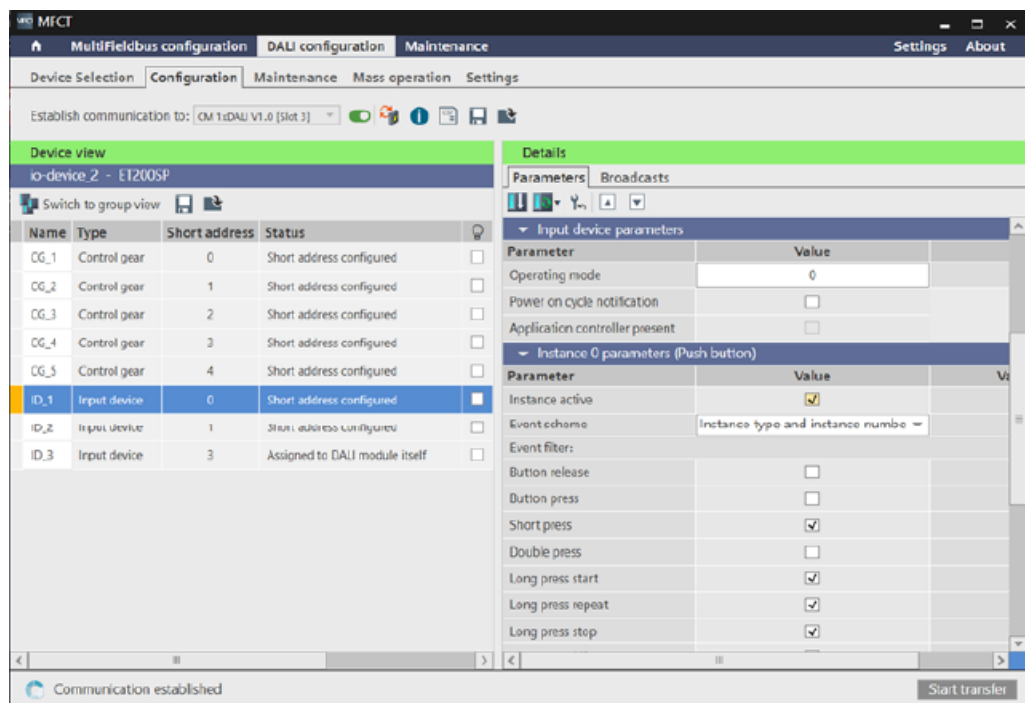 MFCT
MultiFieldbus configuration DALI configuration Maintenance Settings About
Device Selection Configuration Maintenance Mass operation Settings
Establish communication to: CM 1xDALI V1.0 [Slot 3]
Device view
io-device_2 - ET200SP
Switch to group view
Name Type Short address Status
CG_1 Control gear 0 Short address configured
CG_2 Control gear 1 Short address configured
CG_3 Control gear 2 Short address configured
CG_4 Control gear 3 Short address configured
CG_5 Control gear 4 Short address configured
ID_1 Input device 0 Short address configured
ID_2 Input device 1 Short address configured
ID_3 Input device 3 Assigned to DALI module itself
Details
Parameters Broadcasts
Input device parameters
Parameter Value
Operating mode 0
Power on cycle notification
Application controller present
Instance 0 parameters (Push button)
Parameter Value Va
Instance active
Event scheme Instance type and instance numbe
Event filter:
Button release
Button press
Short press
Double press
Long press start
Long press repeat
Long press stop
Communication established
Start transfer